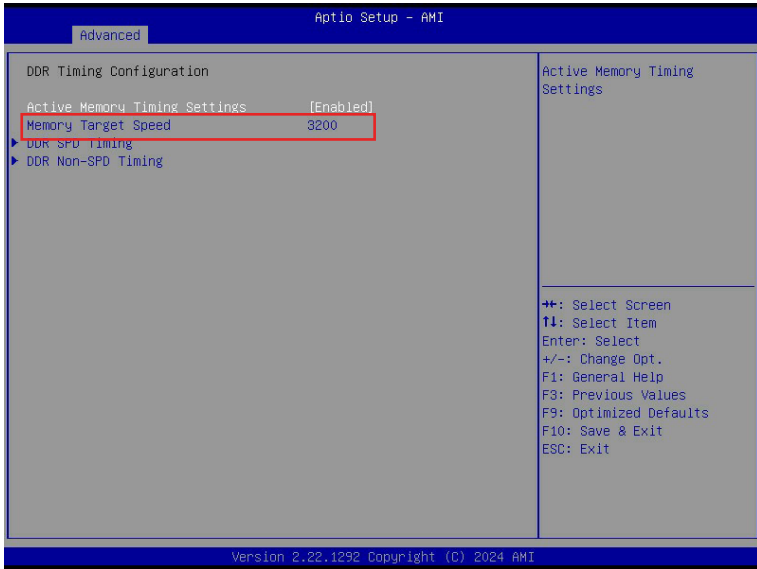 Aptio Setup – AMI
Advanced
DDR Timing Configuration
Active Memory Timing Settings [Enabled]
Memory Target Speed 3200
DDR SPD Timing
DDR Non-SPD Timing
Active Memory Timing
Settings
→←: Select Screen
↑↓: Select Item
Enter: Select
+/-: Change Opt.
F1: General Help
F3: Previous Values
F9: Optimized Defaults
F10: Save & Exit
ESC: Exit
Version 2.22.1292 Copyright (C) 2024 AMI